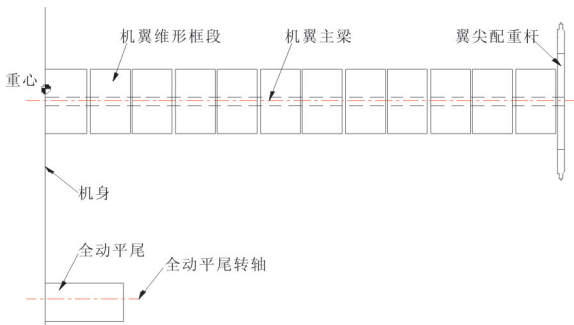 机翼维形框段
机翼主梁
翼尖配重杆
重心
机身
全动平尾
全动平尾转轴